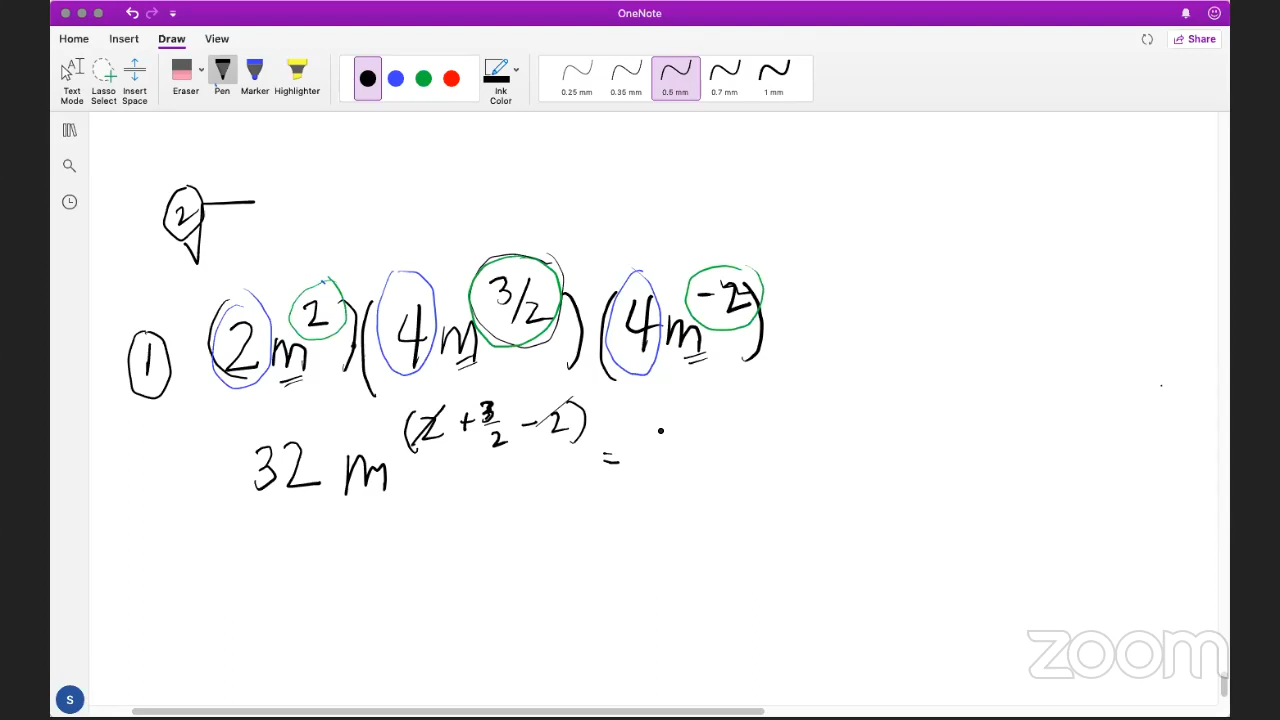 OneNote
Home Insert Draw View
Share
Text Mode
Lasso Select
Insert Space
Eraser
Pen
Marker
Highlighter
Ink Color
0.25 mm
0.35 mm
0.5 mm
0.7 mm
1 mm
2
1 (2m^2)(4m^{3/2})(4m^{-2})
32 m^{(2 + 3/2 - 2)} =
zoom
S